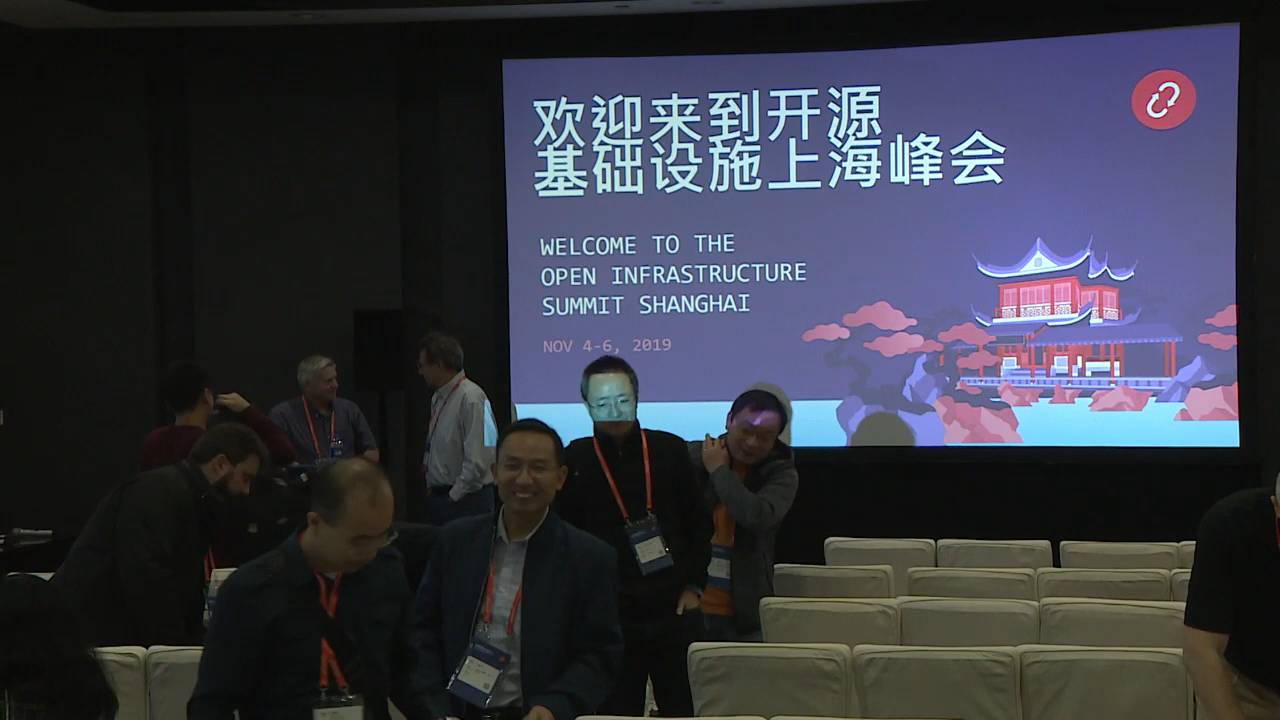 欢迎来到开源
基础设施上海峰会
WELCOME TO THE
OPEN INFRASTRUCTURE
SUMMIT SHANGHAI
NOV 4-6, 2019